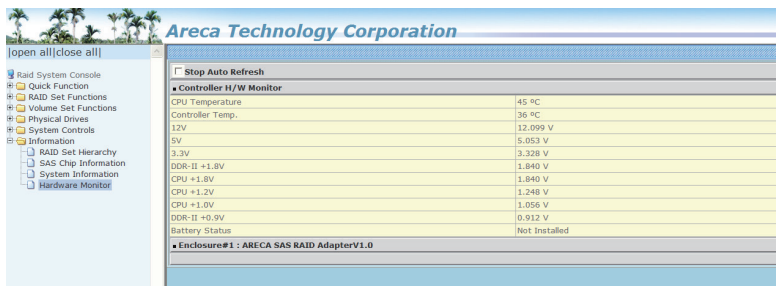 Areca Technology Corporation
|open all|close all|
Raid System Console
Quick Function
RAID Set Functions
Volume Set Functions
Physical Drives
System Controls
Information
RAID Set Hierarchy
SAS Chip Information
System Information
Hardware Monitor
Stop Auto Refresh
Controller H/W Monitor
CPU Temperature 45 ºC
Controller Temp. 36 ºC
12V 12.099 V
5V 5.053 V
3.3V 3.328 V
DDR-II +1.8V 1.840 V
CPU +1.8V 1.840 V
CPU +1.2V 1.248 V
CPU +1.0V 1.056 V
DDR-II +0.9V 0.912 V
Battery Status Not Installed
Enclosure#1 : ARECA SAS RAID AdapterV1.0